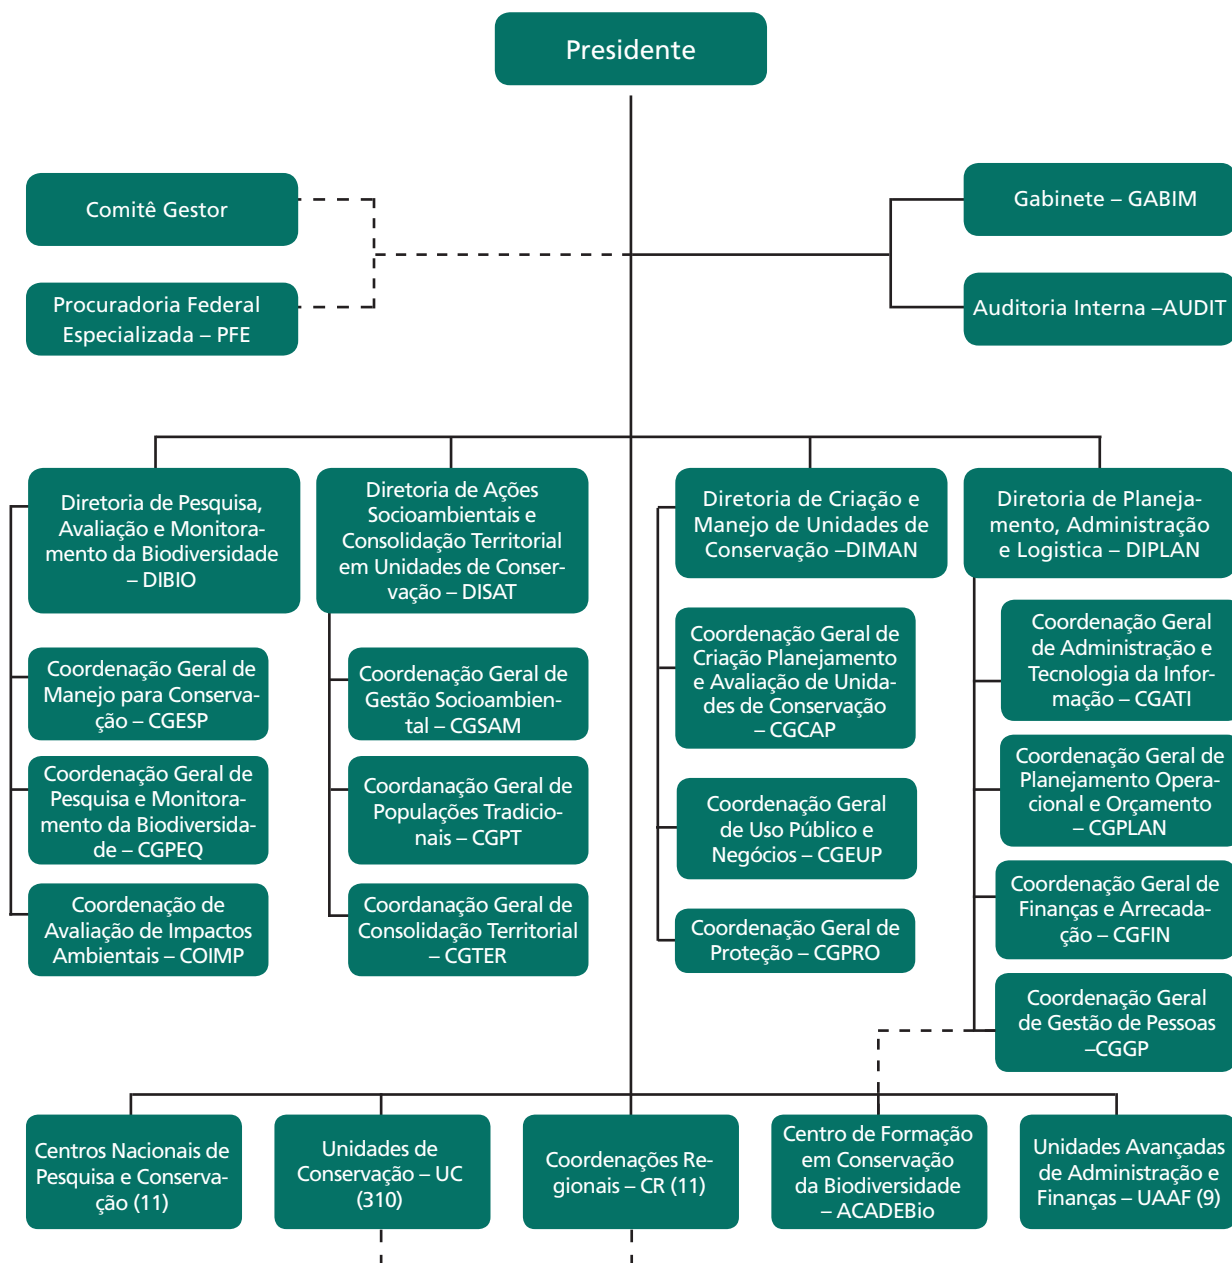 Presidente
Comitê Gestor
Gabinete – GABIM
Procuradoria Federal
Especializada – PFE
Auditoria Interna –AUDIT
Diretoria de Pesquisa,
Avaliação e Monitora-
mento da Biodiversidade
– DIBIO
Diretoria de Ações
Socioambientais e
Consolidação Territorial
em Unidades de Conser-
vação – DISAT
Diretoria de Criação e
Manejo de Unidades de
Conservação –DIMAN
Diretoria de Planeja-
mento, Administração
e Logistica – DIPLAN
Coordenação Geral de
Manejo para Conserva-
ção – CGESP
Coordenação Geral de
Pesquisa e Monitora-
mento da Biodiversida-
de – CGPEQ
Coordenação de
Avaliação de Impactos
Ambientais – COIMP
Coordenação Geral de
Gestão Socioambien-
tal – CGSAM
Coordanação Geral de
Populações Tradicio-
nais – CGPT
Coordanação Geral de
Consolidação Territorial
– CGTER
Coordenação Geral de
Criação Planejamento
e Avaliação de Unida-
des de Conservação
– CGCAP
Coordenação Geral
de Uso Público e
Negócios – CGEUP
Coordenação Geral de
Proteção – CGPRO
Coordenação Geral
de Administração e
Tecnologia da Infor-
mação – CGATI
Coordenação Geral de
Planejamento Opera-
cional e Orçamento
– CGPLAN
Coordenação Geral de
Finanças e Arrecada-
ção – CGFIN
Coordenação Geral
de Gestão de Pessoas
–CGGP
Centros Nacionais de
Pesquisa e Conserva-
ção (11)
Unidades de
Conservação – UC
(310)
Coordenações Re-
gionais – CR (11)
Centro de Formação
em Conservação
da Biodiversidade
– ACADEBio
Unidades Avançadas
de Administração e
Finanças – UAAF (9)